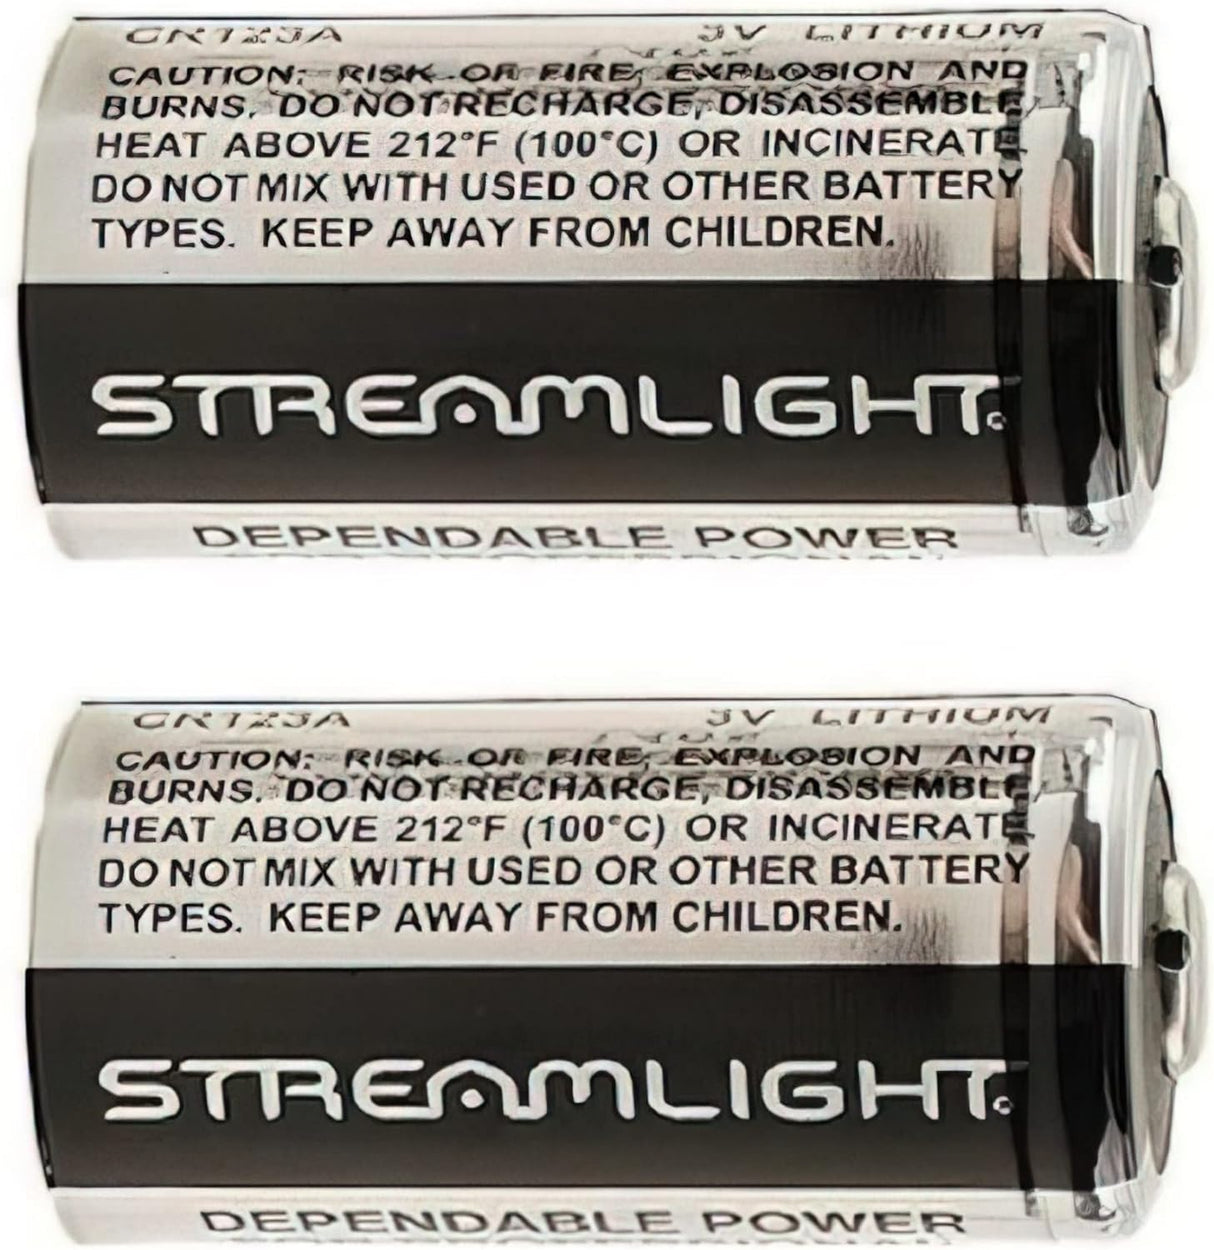 CR123A 3V LITHIUM
CAUTION: RISK OF FIRE, EXPLOSION AND
BURNS. DO NOT RECHARGE, DISASSEMBLE,
HEAT ABOVE 212°F (100°C) OR INCINERATE.
DO NOT MIX WITH USED OR OTHER BATTERY
TYPES. KEEP AWAY FROM CHILDREN.
STREAMLIGHT®
DEPENDABLE POWER
CR123A 3V LITHIUM
CAUTION: RISK OF FIRE, EXPLOSION AND
BURNS. DO NOT RECHARGE, DISASSEMBLE,
HEAT ABOVE 212°F (100°C) OR INCINERATE.
DO NOT MIX WITH USED OR OTHER BATTERY
TYPES. KEEP AWAY FROM CHILDREN.
STREAMLIGHT®
DEPENDABLE POWER